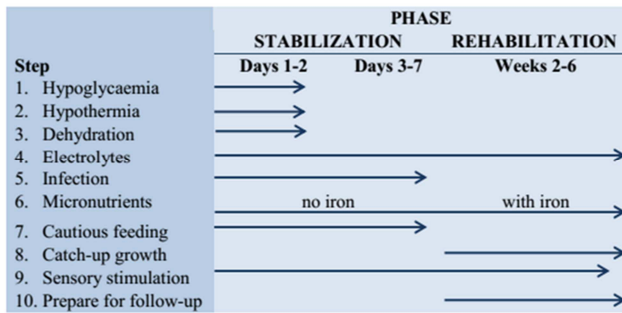 PHASE
STABILIZATION REHABILITATION
Step Days 1-2 Days 3-7 Weeks 2-6
1. Hypoglycaemia
2. Hypothermia
3. Dehydration
4. Electrolytes
5. Infection
6. Micronutrients no iron with iron
7. Cautious feeding
8. Catch-up growth
9. Sensory stimulation
10. Prepare for follow-up